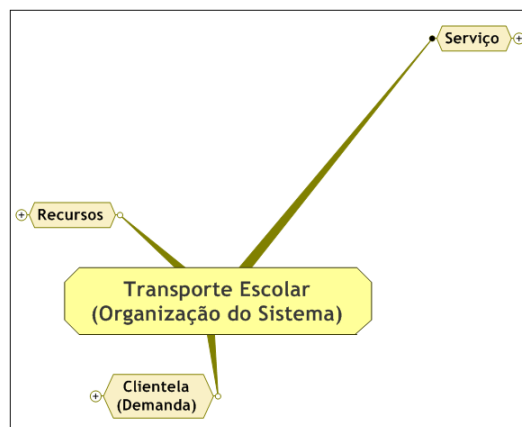 Serviço
Recursos
Transporte Escolar
(Organização do Sistema)
Clientela
(Demanda)